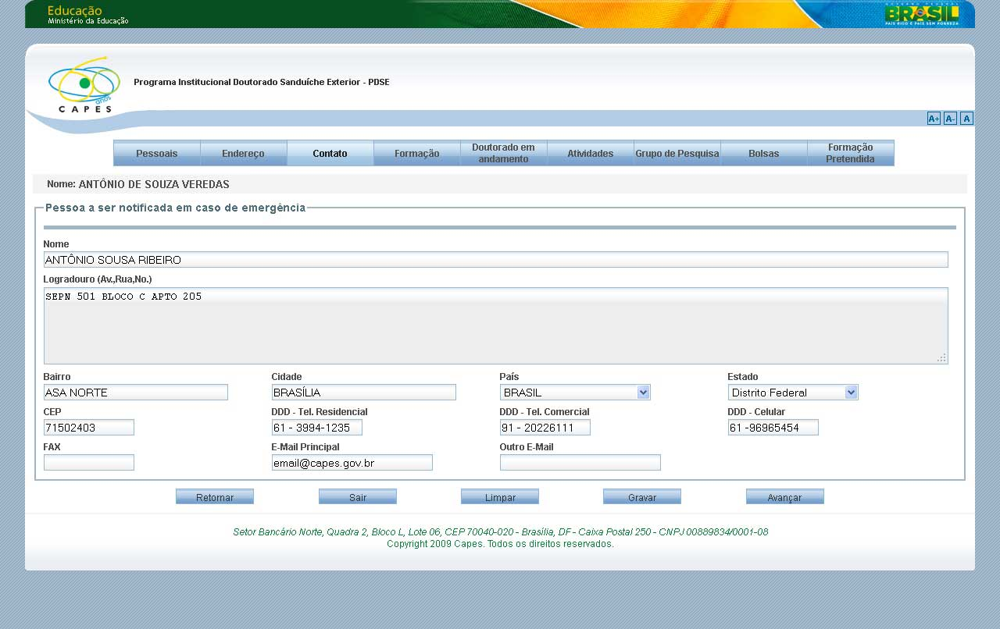 Educação
Ministério da Educação
GOVERNO FEDERAL
BRASIL
PAÍS RICO É PAÍS SEM POBREZA
Programa Institucional Doutorado Sanduíche Exterior - PDSE
60 anos
CAPES
A+ A- A
Pessoais Endereço Contato Formação Doutorado em andamento Atividades Grupo de Pesquisa Bolsas Formação Pretendida
Nome: ANTÔNIO DE SOUZA VEREDAS
Pessoa a ser notificada em caso de emergência
Nome
ANTÔNIO SOUSA RIBEIRO
Logradouro (Av.,Rua,No.)
SEPN 501 BLOCO C APTO 205
Bairro Cidade País Estado
ASA NORTE BRASÍLIA BRASIL Distrito Federal
CEP DDD - Tel. Residencial DDD - Tel. Comercial DDD - Celular
71502403 61 - 3994-1235 91 - 20226111 61 -96965454
FAX E-Mail Principal Outro E-Mail
email@capes.gov.br
Retornar Sair Limpar Gravar Avançar
Setor Bancário Norte, Quadra 2, Bloco L, Lote 06, CEP 70040-020 - Brasília, DF - Caixa Postal 250 - CNPJ 00889834/0001-08
Copyright 2009 Capes. Todos os direitos reservados.